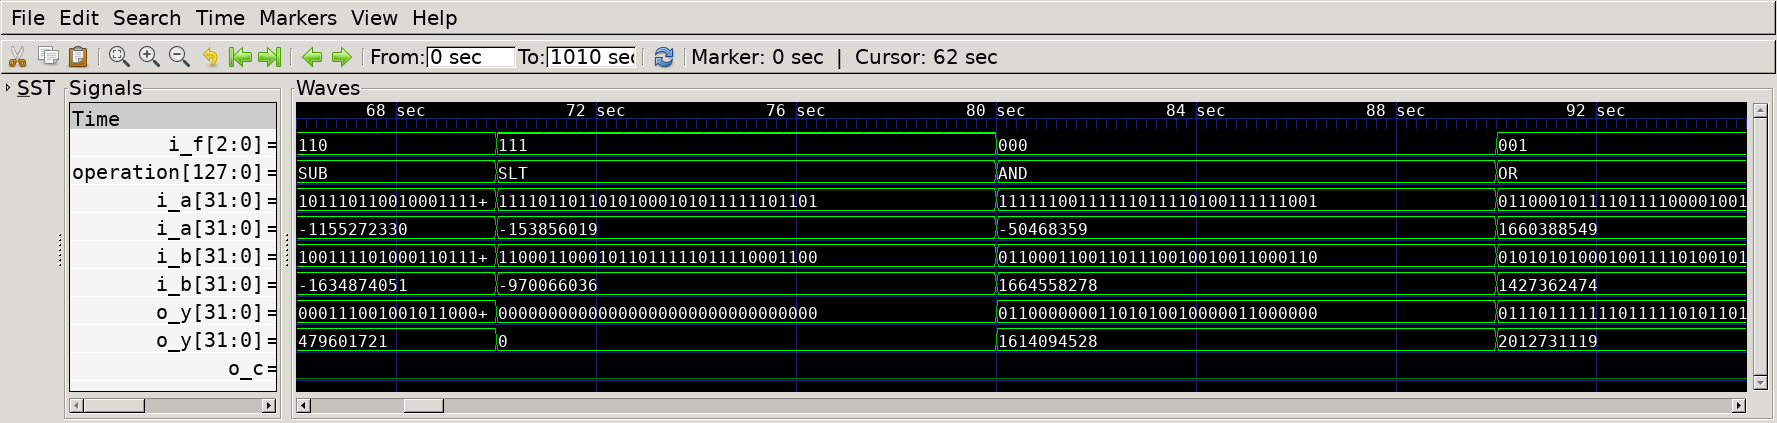 File Edit Search Time Markers View Help
From: 0 sec To: 1010 sec Marker: 0 sec | Cursor: 62 sec
SST Signals Waves
Time 68 sec 72 sec 76 sec 80 sec 84 sec 88 sec 92 sec
i_f[2:0]= 110 111 000 001
operation[127:0]= SUB SLT AND OR
i_a[31:0]= 101110110010001111+ 11110110110101000101011111101101 11111100111111011110100111111001 0110001011110111100001001
i_a[31:0]= -1155272330 -153856019 -50468359 1660388549
i_b[31:0]= 100111101000110111+ 11000110001011011111011110001100 01100011001101110010010011000110 0101010100010011110100101
i_b[31:0]= -1634874051 -970066036 1664558278 1427362474
o_y[31:0]= 000111001001011000+ 00000000000000000000000000000000 01100000001101010010000011000000 0111011111110111110101101
o_y[31:0]= 479601721 0 1614094528 2012731119
o_c=